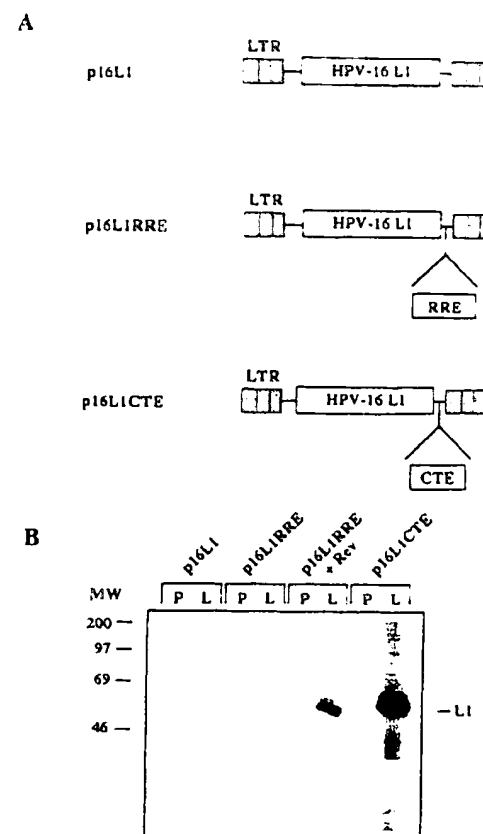 A
LTR
p16L1
HPV-16 L1
LTR
p16L1RRE
HPV-16 L1
RRE
LTR
p16L1CTE
HPV-16 L1
CTE
B
p16L1 p16L1RRE p16L1RRE + Rev p16L1CTE
MW P L P L P L P L
200
97
69
46
L1